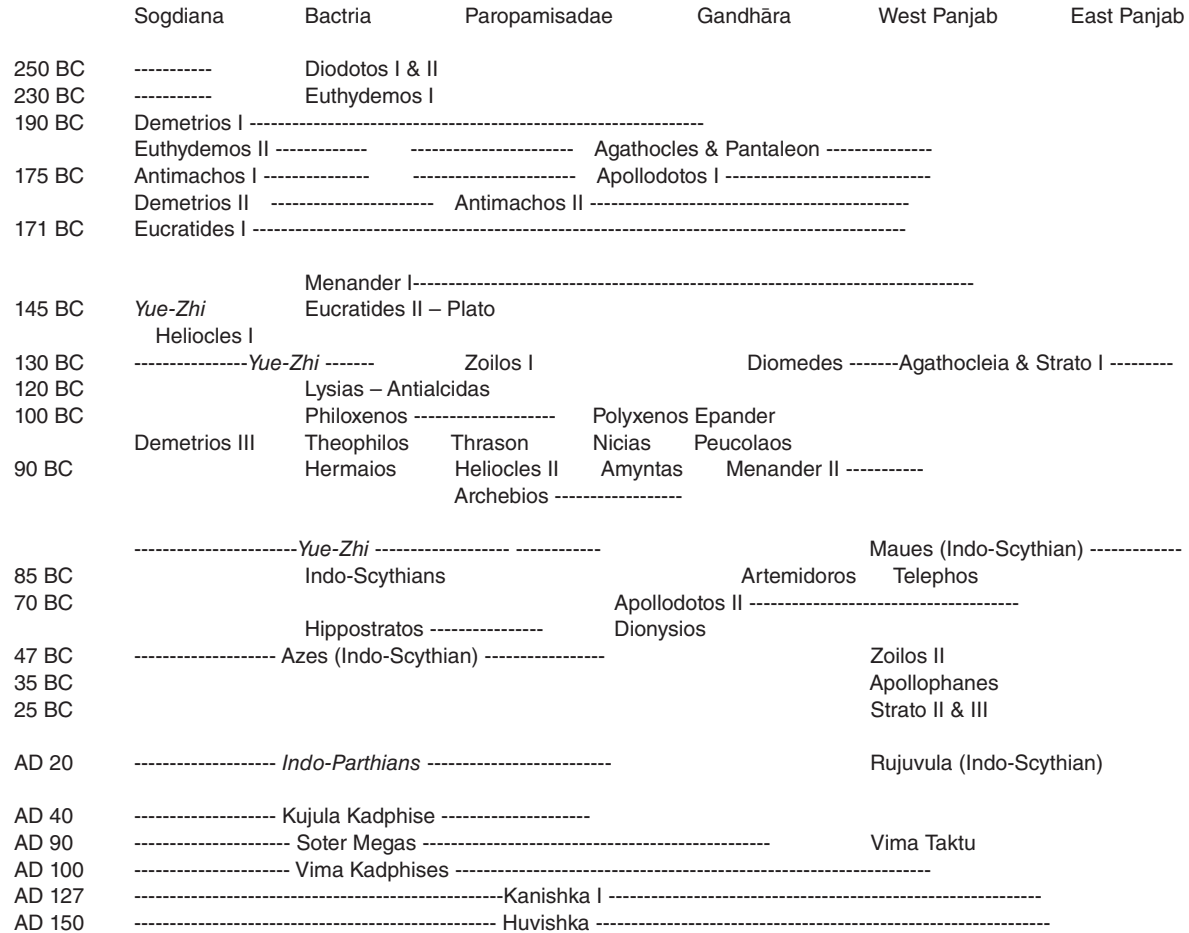 Sogdiana Bactria Paropamisadae Gandhāra West Panjab East Panjab
250 BC ----------- Diodotos I & II
230 BC ----------- Euthydemos I
190 BC Demetrios I ----------------------------------------------------------------
Euthydemos II ------------- ----------------------- Agathocles & Pantaleon ---------------
175 BC Antimachos I --------------- ----------------------- Apollodotos I -----------------------------
Demetrios II ----------------------- Antimachos II ---------------------------------------------
171 BC Eucratides I --------------------------------------------------------------------------------------------
Menander I-------------------------------------------------------------------------------
145 BC Yue-Zhi Eucratides II – Plato
Heliocles I
130 BC ----------------Yue-Zhi ------- Zoilos I Diomedes -------Agathocleia & Strato I ---------
120 BC Lysias – Antialcidas
100 BC Philoxenos -------------------- Polyxenos Epander
Demetrios III Theophilos Thrason Nicias Peucolaos
90 BC Hermaios Heliocles II Amyntas Menander II -----------
Archebios ------------------
-----------------------Yue-Zhi ------------------- ------------ Maues (Indo-Scythian) -------------
85 BC Indo-Scythians Artemidoros Telephos
70 BC Apollodotos II --------------------------------------
Hippostratos ---------------- Dionysios
47 BC -------------------- Azes (Indo-Scythian) ----------------- Zoilos II
35 BC Apollophanes
25 BC Strato II & III
AD 20 -------------------- Indo-Parthians -------------------------- Rujuvula (Indo-Scythian)
AD 40 -------------------- Kujula Kadphise ---------------------
AD 90 ---------------------- Soter Megas ------------------------------------------------- Vima Taktu
AD 100 ---------------------- Vima Kadphises -------------------------------------------------------------------
AD 127 ----------------------------------------------------Kanishka I -------------------------------------------------------------
AD 150 --------------------------------------------------- Huvishka ----------------------------------------------------------------